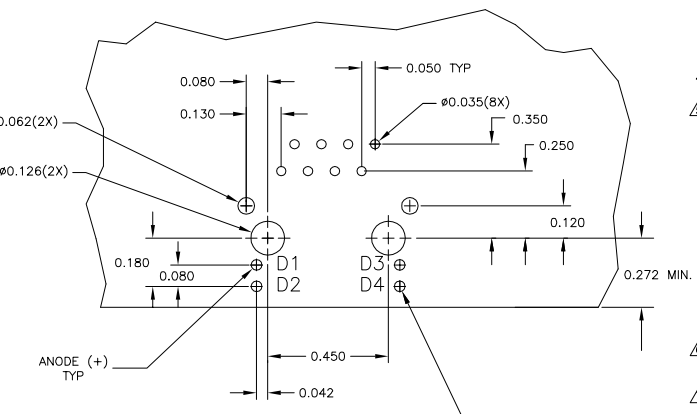 0.050 TYP
0.080
ø0.035(8X)
0.130
0.350
0.062(2X)
0.250
ø0.126(2X)
0.120
D1
D3
0.180
0.080
0.272 MIN.
D2
D4
ANODE (+)
TYP
0.450
0.042